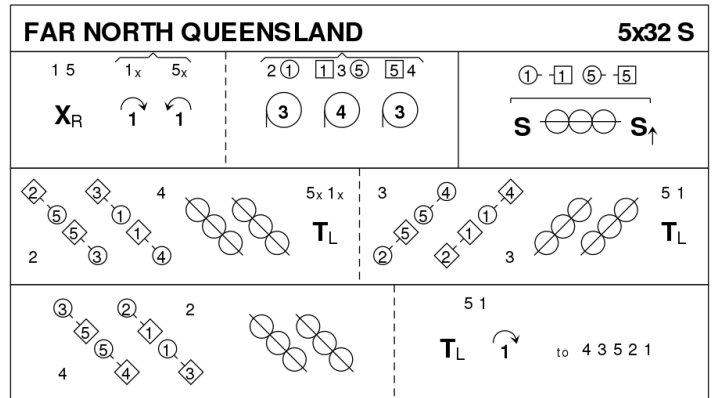 FAR NORTH QUEENSLAND 5x32 S
1 5 1x 5x 2 1 1 3 5 5 4 1 1 5 5
XR 1 1 3 4 3 S S
2 3 4 5x 1x 3 4 4 5 1
5 1 5 1
5 1 TL 5 1 TL
2 3 4 2 2 3
3 2 2 5 1
5 1
5 1 TL 1 to 4 3 5 2 1
4 4 3